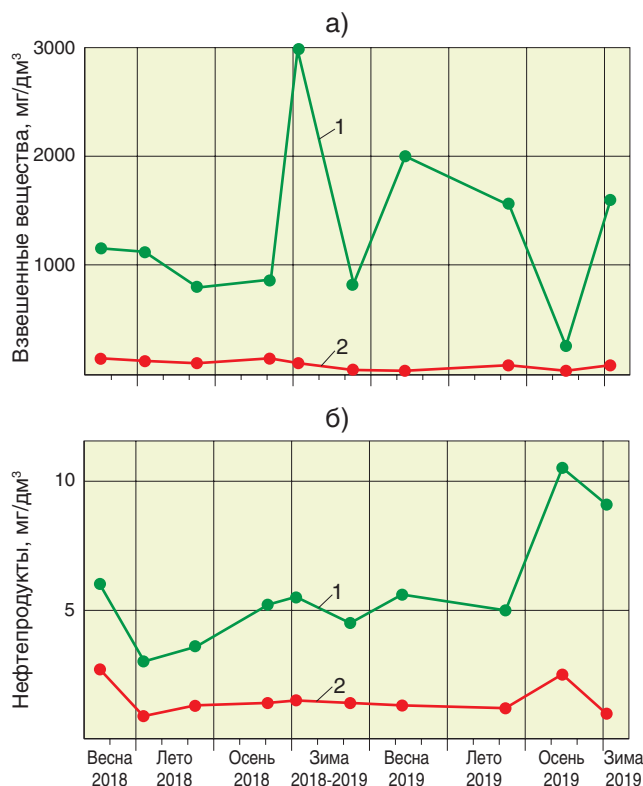 а)
Взвешенные вещества, мг/дм³
3000
2000
1000
1
2
б)
Нефтепродукты, мг/дм³
10
5
1
2
Весна
2018
Лето
2018
Осень
2018
Зима
2018-2019
Весна
2019
Лето
2019
Осень
2019
Зима
2019